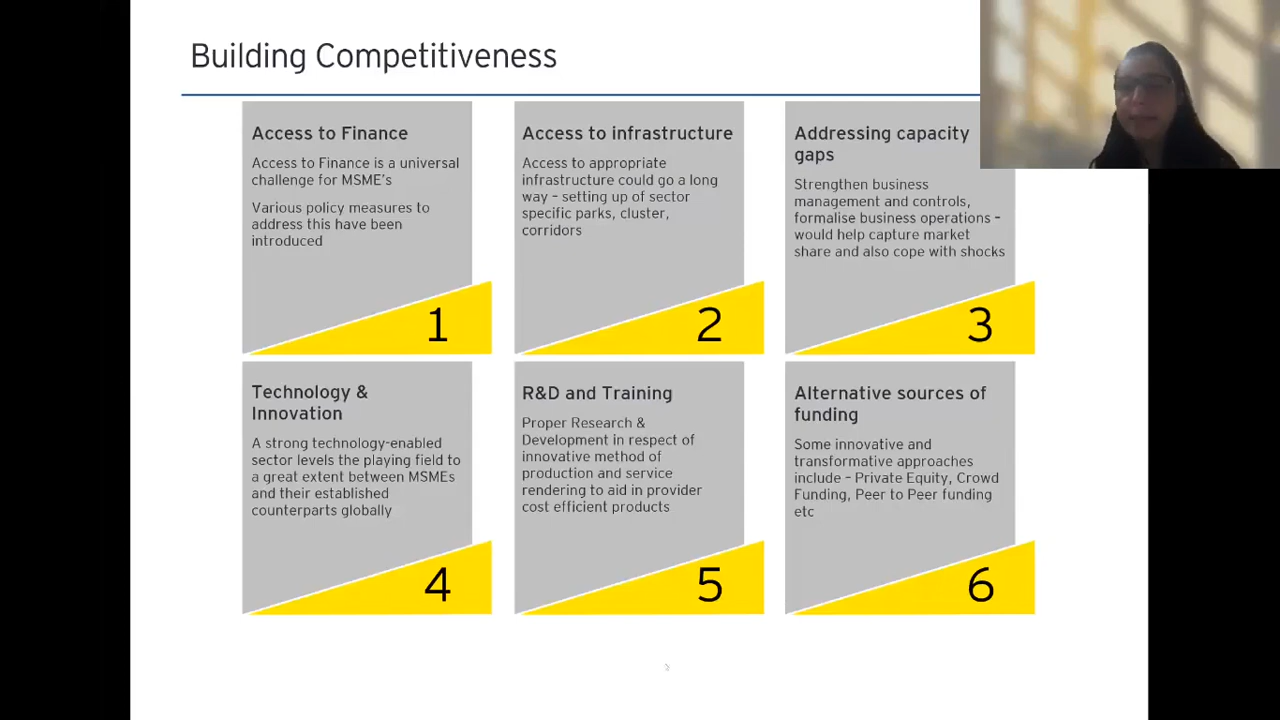 Building Competitiveness
Access to Finance
Access to Finance is a universal
challenge for MSME's
Various policy measures to
address this have been
introduced
1
Access to infrastructure
Access to appropriate
infrastructure could go a long
way – setting up of sector
specific parks, cluster,
corridors
2
Addressing capacity
gaps
Strengthen business
management and controls,
formalise business operations –
would help capture market
share and also cope with shocks
3
Technology &
Innovation
A strong technology-enabled
sector levels the playing field to
a great extent between MSMEs
and their established
counterparts globally
4
R&D and Training
Proper Research &
Development in respect of
innovative method of
production and service
rendering to aid in provider
cost efficient products
5
Alternative sources of
funding
Some innovative and
transformative approaches
include – Private Equity, Crowd
Funding, Peer to Peer funding
etc
6